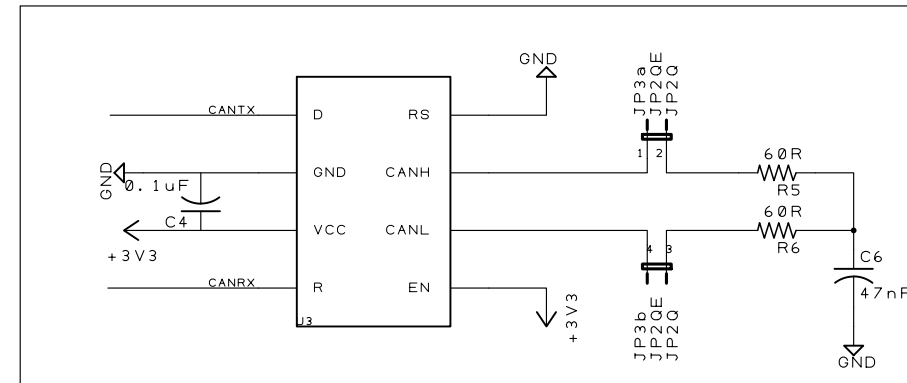 GND
JP3a
JP2QE
JP2Q
CANTX
D
RS
1 2
60R
R5
GND
0.1uF
GND
CANH
C4
VCC
CANL
60R
R6
+3V3
4 3
C6
47nF
CANRX
R
EN
J3
+3V3
JP3b
JP2QE
JP2Q
GND